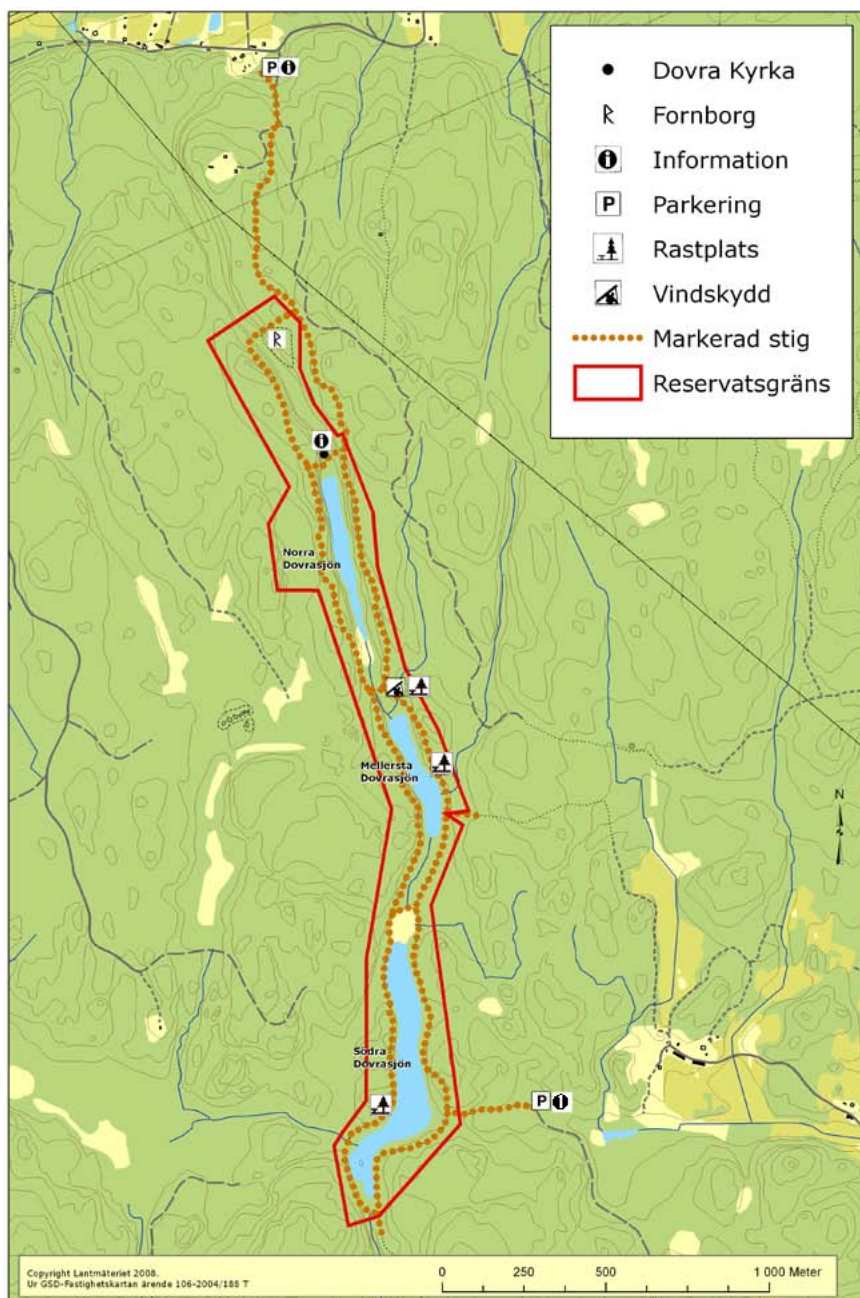 P
Dovra Kyrka
Fornborg
Information
P Parkering
Rastplats
Vindskydd
Markerad stig
Reservatsgräns
Norra
Dovrasjön
Mellersta
Dovrasjön
N
Södra
Dovrasjön
P
Copyright Lantmäteriet 2008.
Ur GSD-Fastighetskartan ärende 106-2004/188 T
0 250 500 1 000 Meter